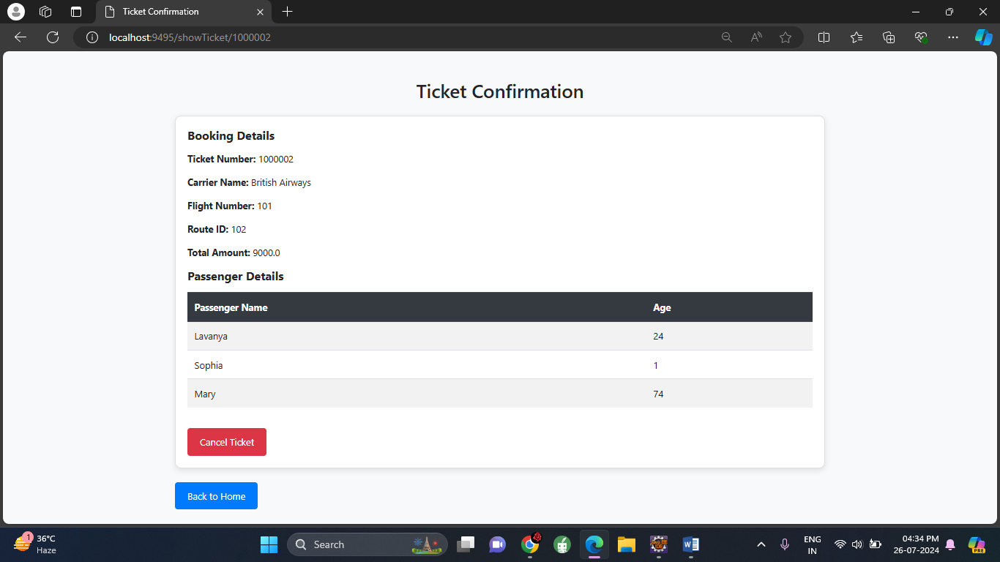 Ticket Confirmation
localhost:9495/showTicket/1000002
Ticket Confirmation
Booking Details
Ticket Number: 1000002
Carrier Name: British Airways
Flight Number: 101
Route ID: 102
Total Amount: 9000.0
Passenger Details
Passenger Name Age
Lavanya 24
Sophia 1
Mary 74
Cancel Ticket
Back to Home
1
36°C
Haze
Search
ENG
IN
04:34 PM
26-07-2024
PRE